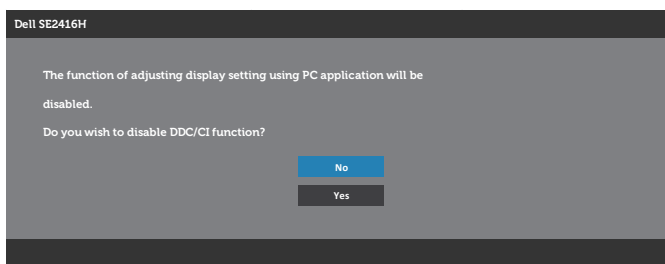 Dell SE2416H
The function of adjusting display setting using PC application will be
disabled.
Do you wish to disable DDC/CI function?
No
Yes